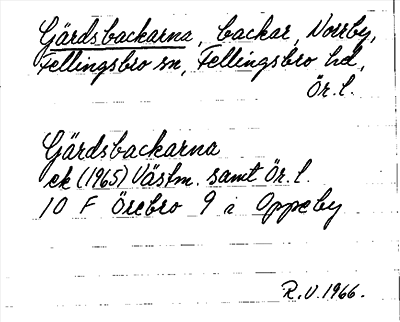 Gärdsbackarna, backar, Norrby,
Fellingsbro sn, Fellingsbro hd,
Ör. l.
Gärdsbackarna
ek (1965) Västm. samt Ör. l.
10 F Örebro 9 i Oppeby
R. V. 1966.